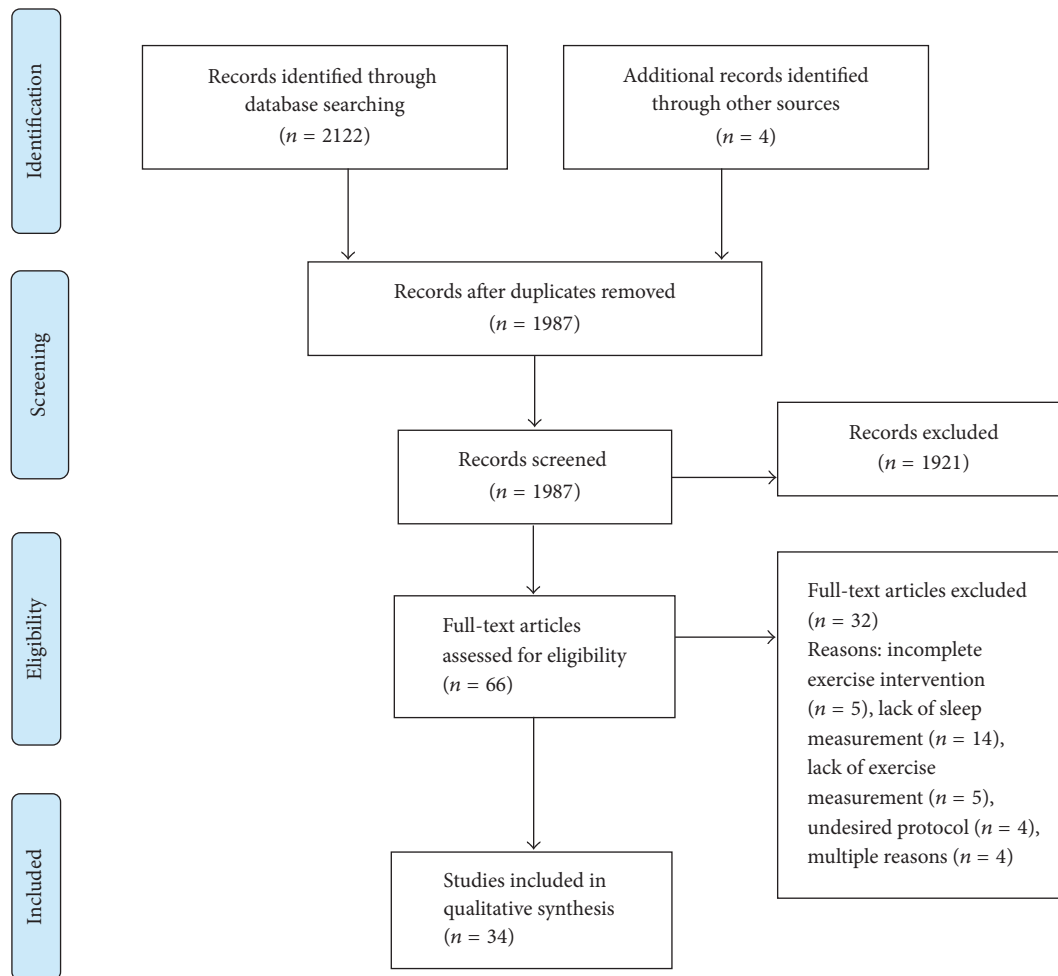 Identification
Records identified through
database searching
(n = 2122)
Additional records identified
through other sources
(n = 4)
Screening
Records after duplicates removed
(n = 1987)
Records screened
(n = 1987)
Records excluded
(n = 1921)
Eligibility
Full-text articles
assessed for eligibility
(n = 66)
Full-text articles excluded
(n = 32)
Reasons: incomplete
exercise intervention
(n = 5), lack of sleep
measurement (n = 14),
lack of exercise
measurement (n = 5),
undesired protocol (n = 4),
multiple reasons (n = 4)
Included
Studies included in
qualitative synthesis
(n = 34)